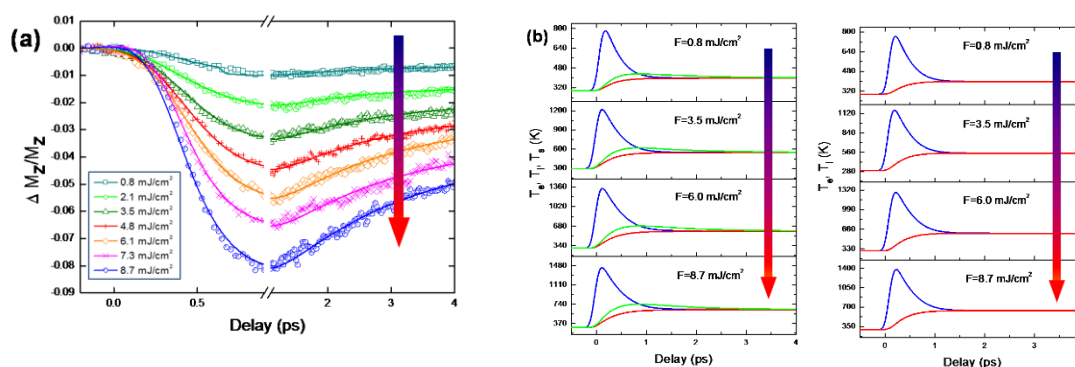 (a)
0.00
-0.01
-0.02
-0.03
-0.04
-0.05
-0.06
-0.07
-0.08
-0.09
Δ Mz/Mz
0.8 mJ/cm²
2.1 mJ/cm²
3.5 mJ/cm²
4.8 mJ/cm²
6.1 mJ/cm²
7.3 mJ/cm²
8.7 mJ/cm²
0.0 0.5 2 3 4
Delay (ps)
(b)
Te, Tl, Ts (K)
800
640
480
320
F=0.8 mJ/cm²
1200
900
600
300
F=3.5 mJ/cm²
1360
1020
680
340
F=6.0 mJ/cm²
1480
1110
740
370
F=8.7 mJ/cm²
0 1 2 3 4
Delay (ps)
Te, Tl (K)
800
640
480
320
F=0.8 mJ/cm²
1120
840
560
280
F=3.5 mJ/cm²
1200
900
600
300
F=6.0 mJ/cm²
1400
1050
700
350
F=8.7 mJ/cm²
0 1 2 3 4
Delay (ps)